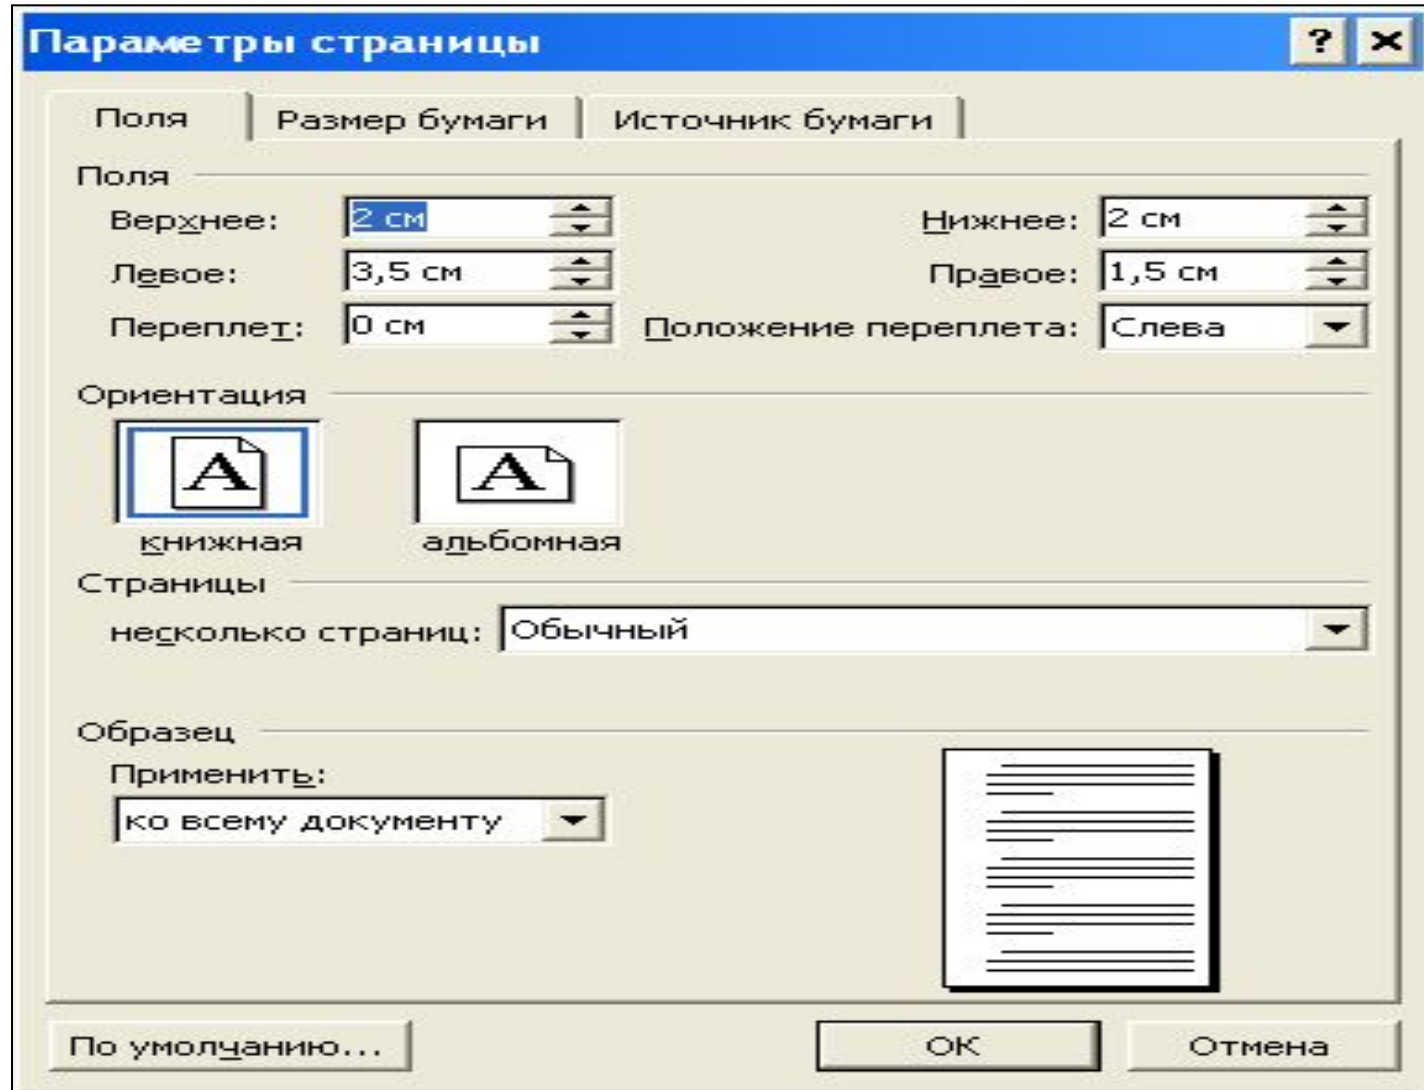 Параметры страницы
Поля Размер бумаги Источник бумаги
Поля
Верхнее: 2 см Нижнее: 2 см
Левое: 3,5 см Правое: 1,5 см
Переплет: 0 см Положение переплета: Слева
Ориентация
A A
книжная альбомная
Страницы
несколько страниц: Обычный
Образец
Применить:
ко всему документу
По умолчанию... ОК Отмена